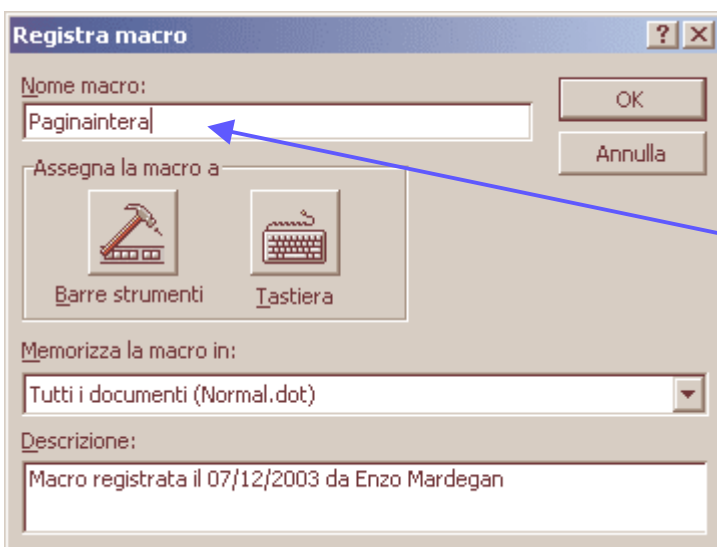 Registra macro
Nome macro:
OK
Paginaintera
Annulla
Assegna la macro a
Barre strumenti
Tastiera
Memorizza la macro in:
Tutti i documenti (Normal.dot)
Descrizione:
Macro registrata il 07/12/2003 da Enzo Mardegan